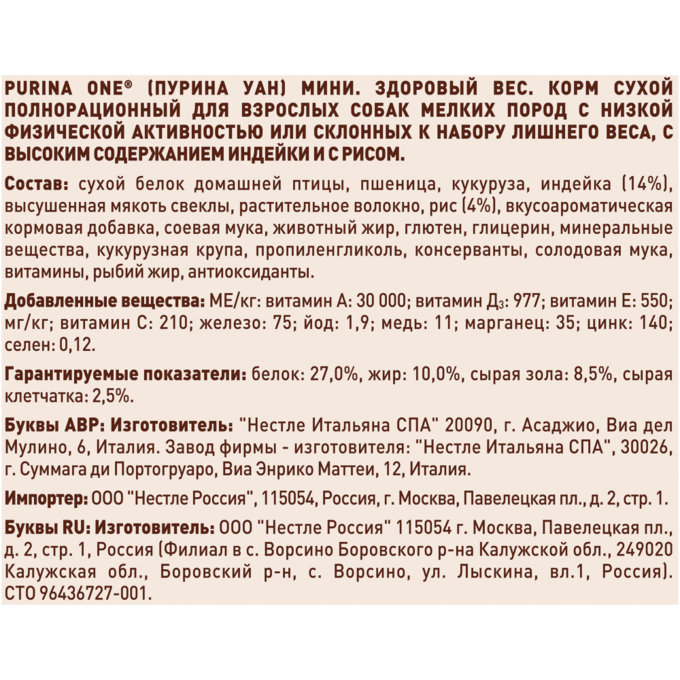 PURINA ONE® (ПУРИНА УАН) МИНИ. ЗДОРОВЫЙ ВЕС. КОРМ СУХОЙ
ПОЛНОРАЦИОННЫЙ ДЛЯ ВЗРОСЛЫХ СОБАК МЕЛКИХ ПОРОД С НИЗКОЙ
ФИЗИЧЕСКОЙ АКТИВНОСТЬЮ ИЛИ СКЛОННЫХ К НАБОРУ ЛИШНЕГО ВЕСА, С
ВЫСОКИМ СОДЕРЖАНИЕМ ИНДЕЙКИ И С РИСОМ.
Состав: сухой белок домашней птицы, пшеница, кукуруза, индейка (14%),
высушенная мякоть свеклы, растительное волокно, рис (4%), вкусоароматическая
кормовая добавка, соевая мука, животный жир, глютен, глицерин, минеральные
вещества, кукурузная крупа, пропиленгликоль, консерванты, солодовая мука,
витамины, рыбий жир, антиоксиданты.
Добавленные вещества: МЕ/кг: витамин А: 30 000; витамин Д₃: 977; витамин Е: 550;
мг/кг; витамин С: 210; железо: 75; йод: 1,9; медь: 11; марганец: 35; цинк: 140;
селен: 0,12.
Гарантируемые показатели: белок: 27,0%, жир: 10,0%, сырая зола: 8,5%, сырая
клетчатка: 2,5%.
Буквы АВР: Изготовитель: "Нестле Итальяна СПА" 20090, г. Асаджио, Виа дел
Мулино, 6, Италия. Завод фирмы - изготовителя: "Нестле Итальяна СПА", 30026,
г. Суммага ди Портогруаро, Виа Энрико Маттеи, 12, Италия.
Импортер: ООО "Нестле Россия", 115054, Россия, г. Москва, Павелецкая пл., д. 2, стр. 1.
Буквы RU: Изготовитель: ООО "Нестле Россия" 115054 г. Москва, Павелецкая пл.,
д. 2, стр. 1, Россия (Филиал в с. Ворсино Боровского р-на Калужской обл., 249020
Калужская обл., Боровский р-н, с. Ворсино, ул. Лыскина, вл.1, Россия).
СТО 96436727-001.